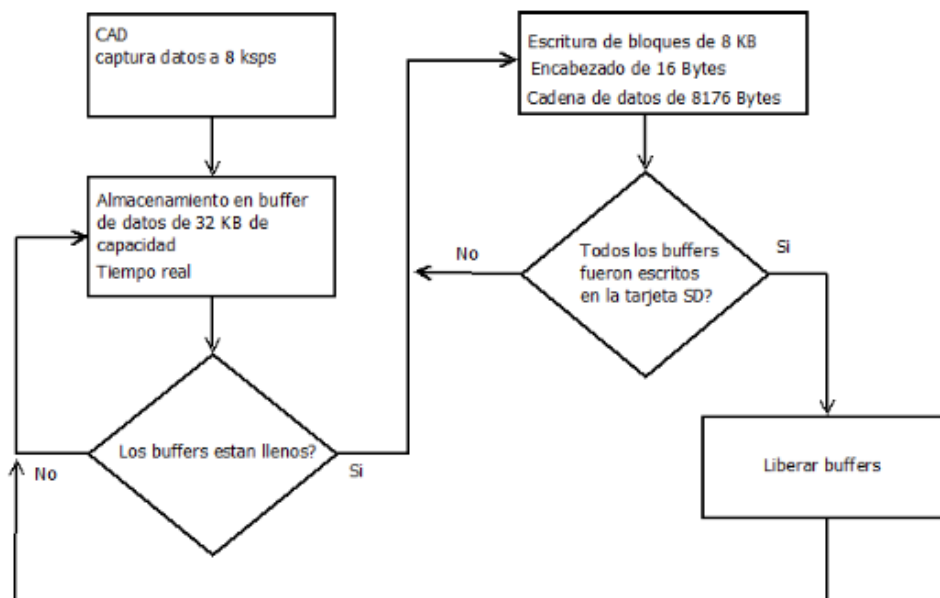 CAD
captura datos a 8 ksps
Almacenamiento en buffer
de datos de 32 KB de
capacidad
Tiempo real
Los buffers estan llenos?
No
Si
Escritura de bloques de 8 KB
Encabezado de 16 Bytes
Cadena de datos de 8176 Bytes
Todos los buffers
fueron escritos
en la tarjeta SD?
No
Si
Liberar buffers